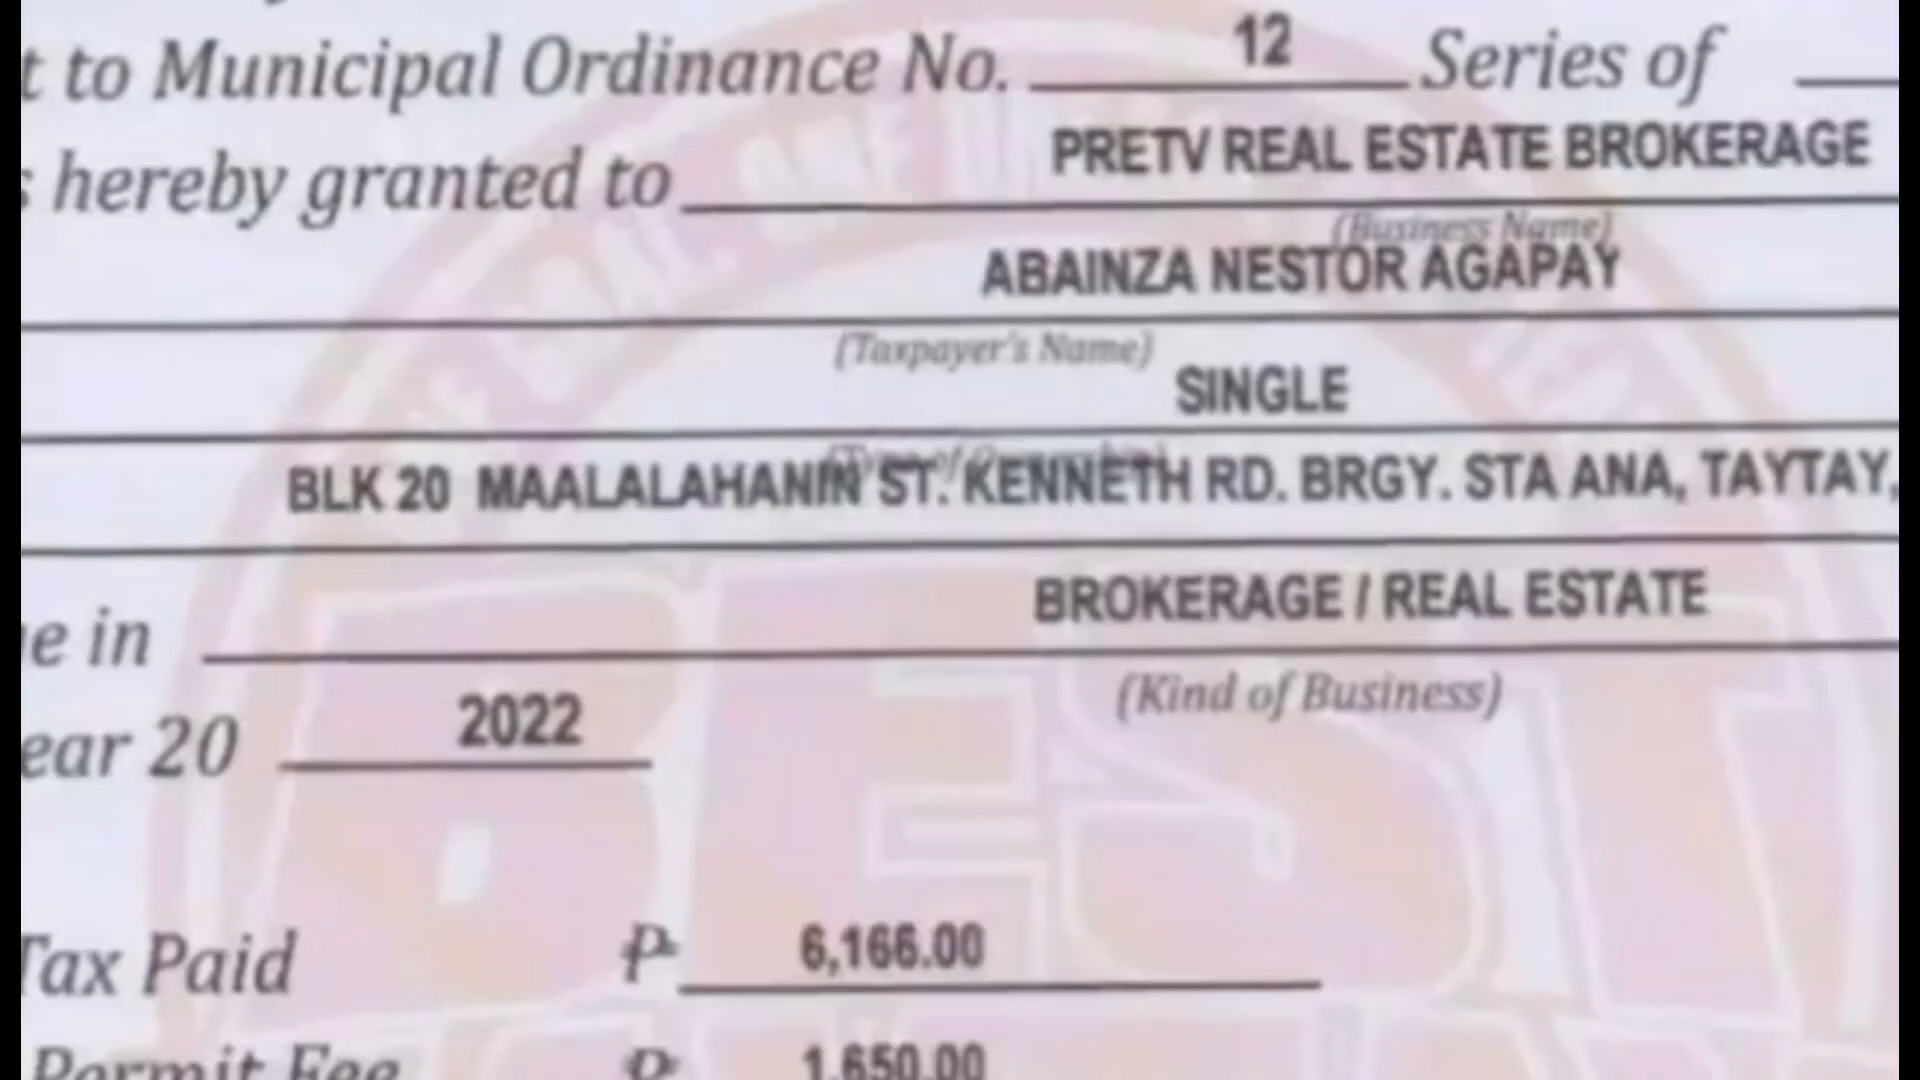 t to Municipal Ordinance No. 12 Series of
PRETV REAL ESTATE BROKERAGE
hereby granted to
(Business Name)
ABAINZA NESTOR AGAPAY
(Taxpayer's Name)
SINGLE
BLK 20 MAALALAHANIN ST. KENNETH RD. BRGY. STA ANA, TAYTAY,
BROKERAGE / REAL ESTATE
e in
(Kind of Business)
ear 20 2022
Tax Paid ₱ 6,166.00
Permit Fee ₱ 1,650.00
BEST